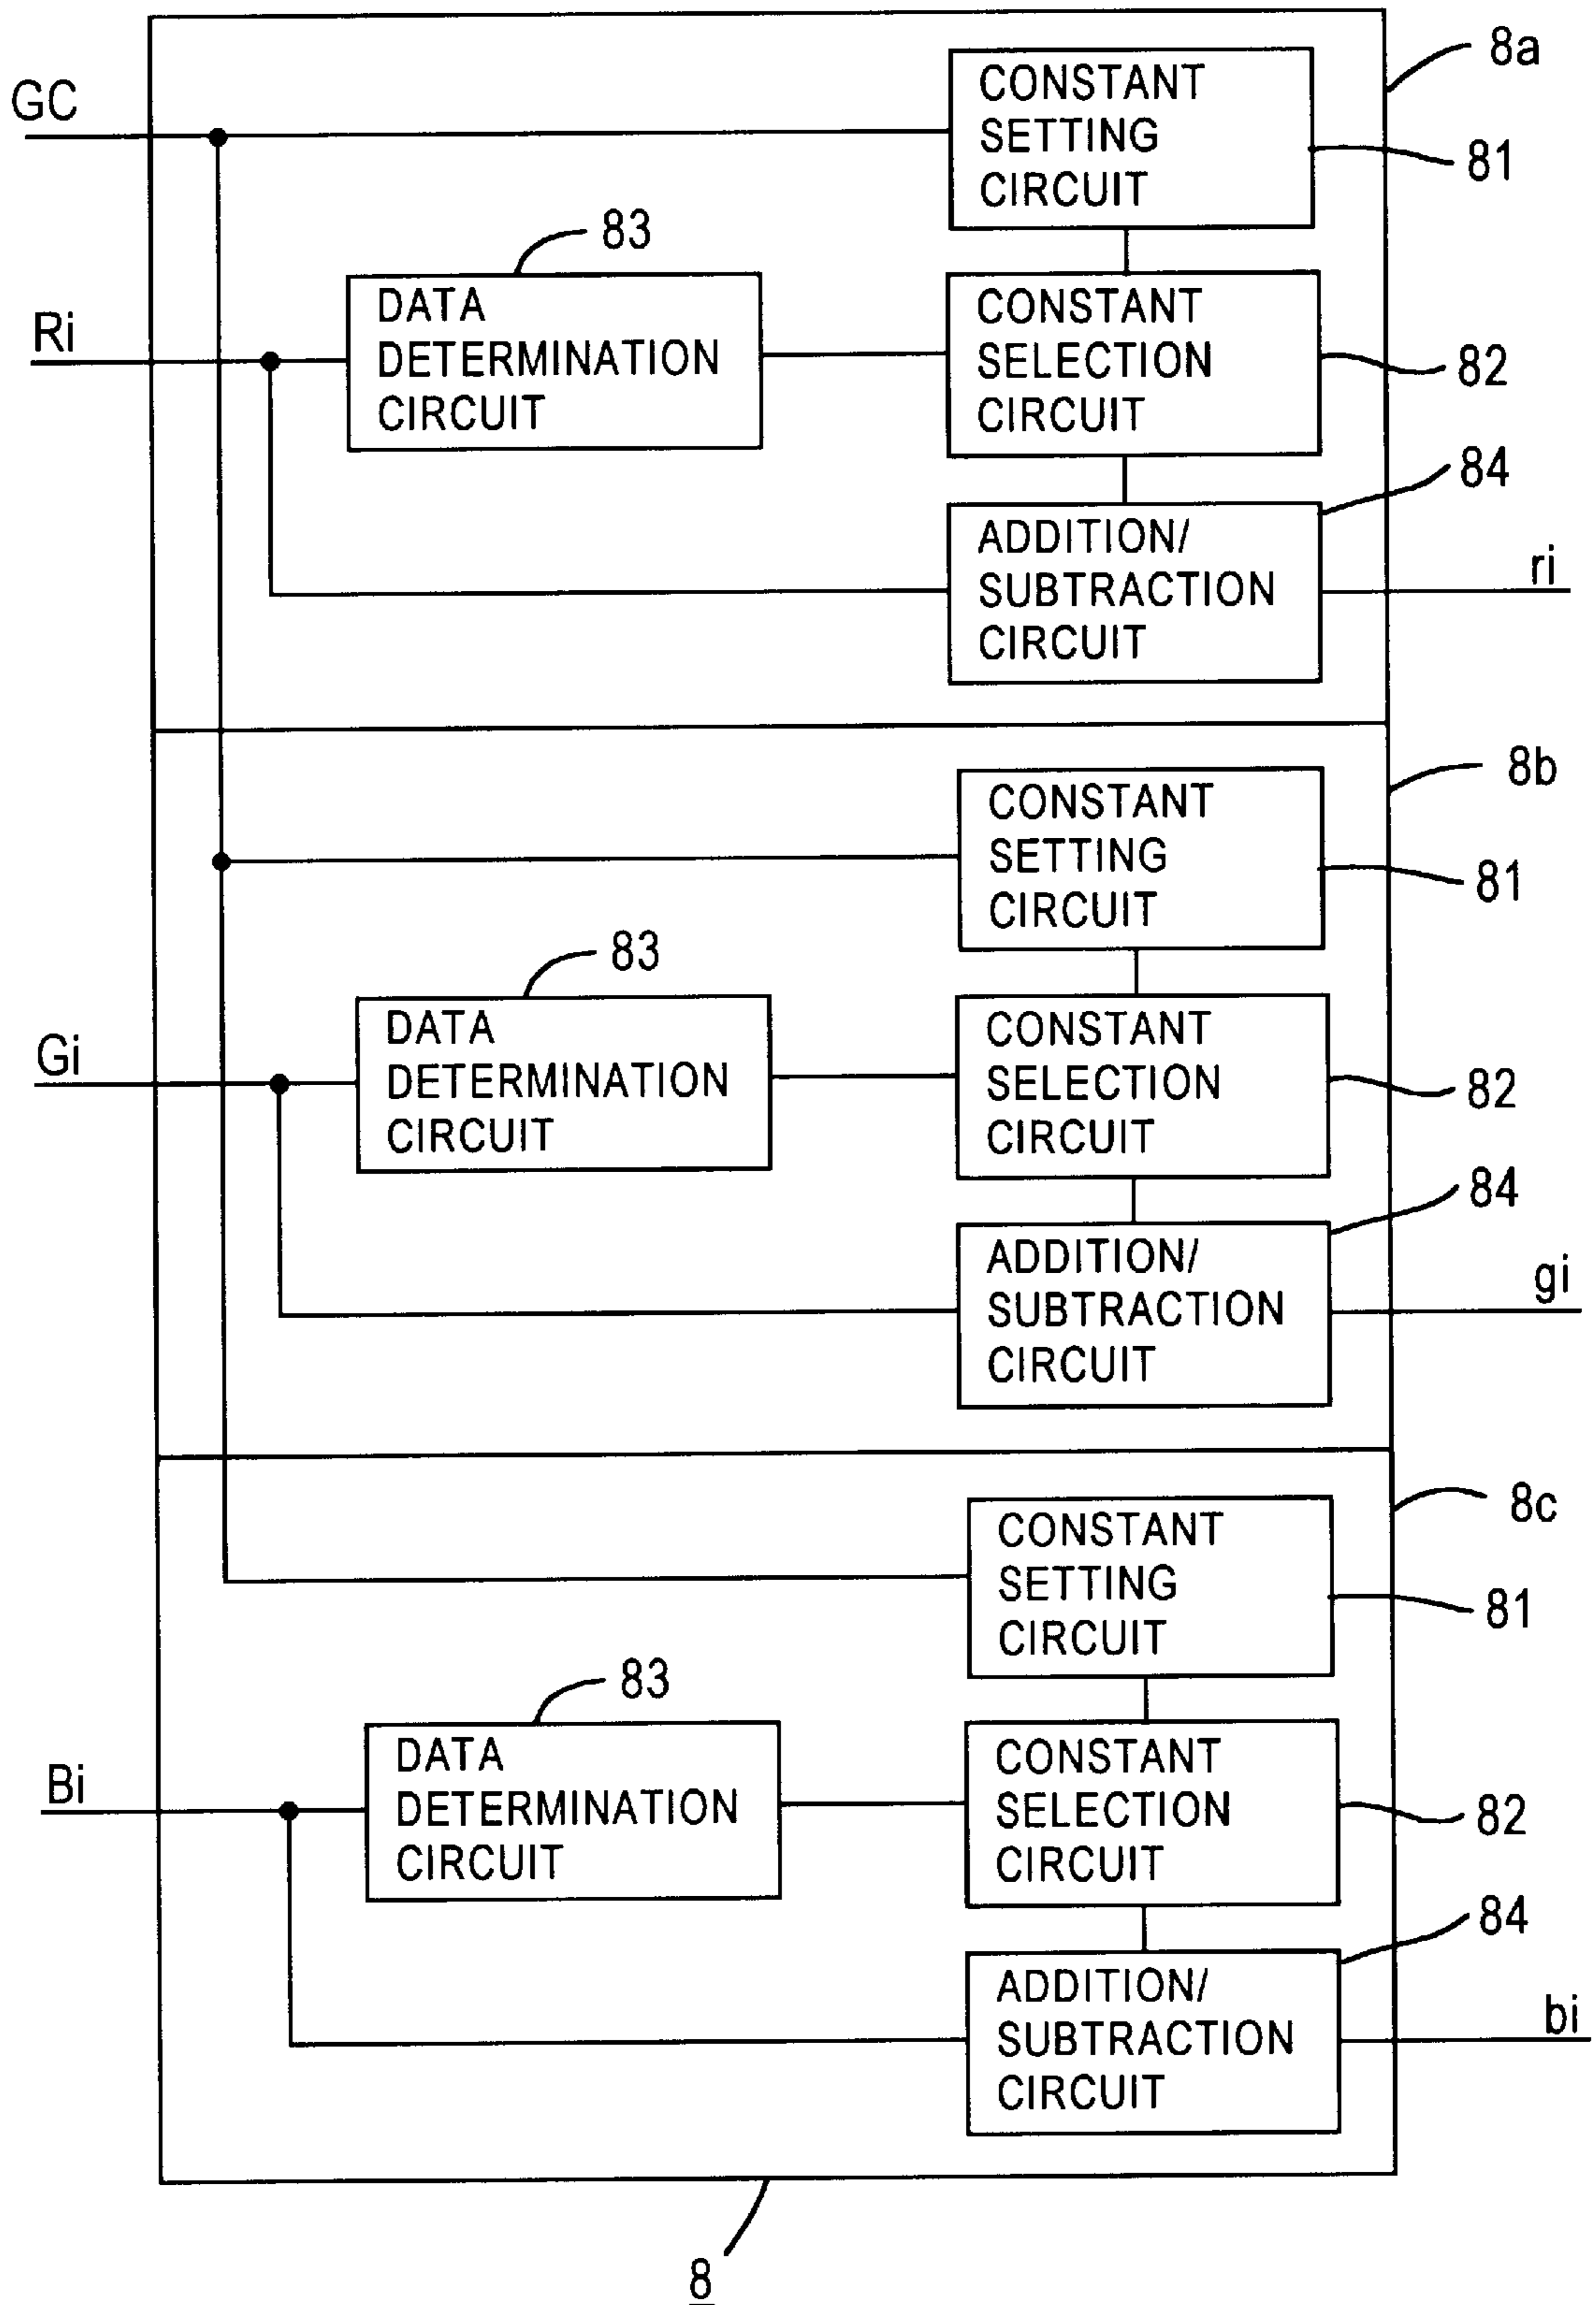 8a
GC
CONSTANT
SETTING
CIRCUIT
81
83
Ri
DATA
DETERMINATION
CIRCUIT
CONSTANT
SELECTION
CIRCUIT
82
84
ADDITION/
SUBTRACTION
CIRCUIT
ri
8b
CONSTANT
SETTING
CIRCUIT
81
83
Gi
DATA
DETERMINATION
CIRCUIT
CONSTANT
SELECTION
CIRCUIT
82
84
ADDITION/
SUBTRACTION
CIRCUIT
gi
8c
CONSTANT
SETTING
CIRCUIT
81
83
Bi
DATA
DETERMINATION
CIRCUIT
CONSTANT
SELECTION
CIRCUIT
82
84
ADDITION/
SUBTRACTION
CIRCUIT
bi
8